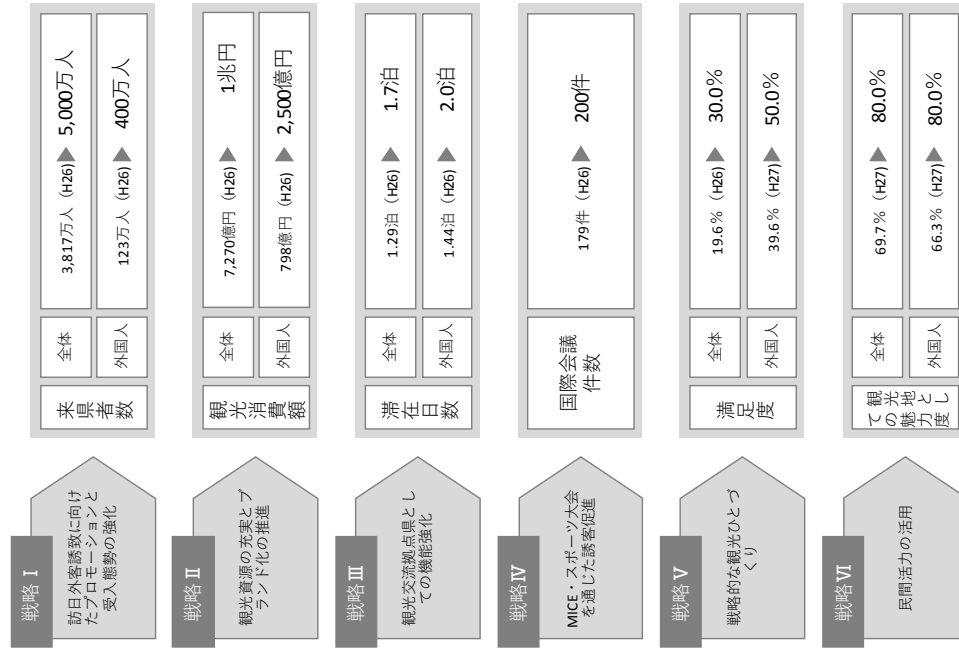 戦略Ⅰ
訪日外客誘致に向け
たプロモーションと
受入態勢の強化
来県者数
全体
3,817万人（H26）▶ 5,000万人
外国人
123万人（H26）▶ 400万人
戦略Ⅱ
観光資源の充実とブ
ランド化の推進
観光消費額
全体
7,270億円（H26）▶ 1兆円
外国人
798億円（H26）▶ 2,500億円
戦略Ⅲ
観光交流拠点県とし
ての機能強化
滞在日数
全体
1.29泊（H26）▶ 1.7泊
外国人
1.44泊（H26）▶ 2.0泊
戦略Ⅳ
MICE・スポーツ大会
を通じた誘客促進
国際会議
件数
179件（H26）▶ 200件
戦略Ⅴ
戦略的な観光ひとづ
くり
満足度
全体
19.6％（H26）▶ 30.0%
外国人
39.6％（H27）▶ 50.0%
戦略Ⅵ
民間活力の活用
観光地とし
ての魅力度
全体
69.7％（H27）▶ 80.0%
外国人
66.3％（H27）▶ 80.0%